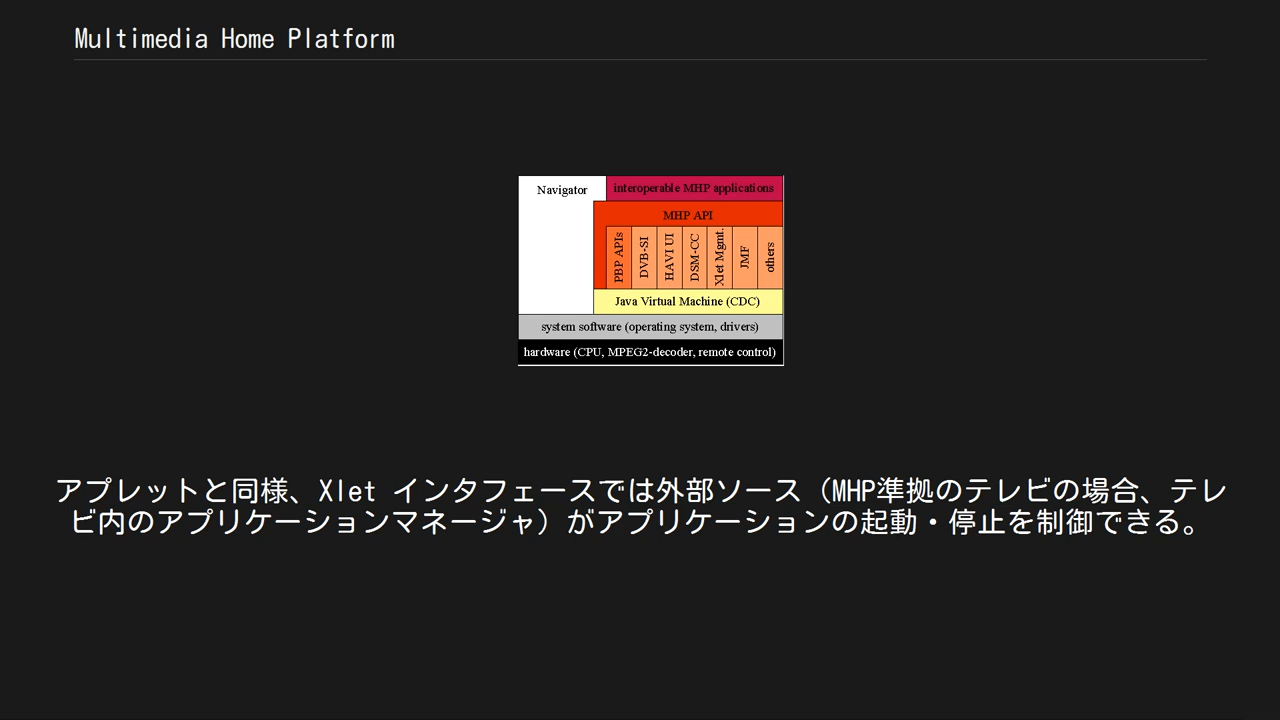 Multimedia Home Platform
Navigator
interoperable MHP applications
MHP API
PBP APIs
DVB-SI
HAVI UI
DSM-CC
Xlet Mgmt.
JMF
others
Java Virtual Machine (CDC)
system software (operating system, drivers)
hardware (CPU, MPEG2-decoder, remote control)
アプレットと同様、Xlet インタフェースでは外部ソース（MHP準拠のテレビの場合、テレ
ビ内のアプリケーションマネージャ）がアプリケーションの起動・停止を制御できる。